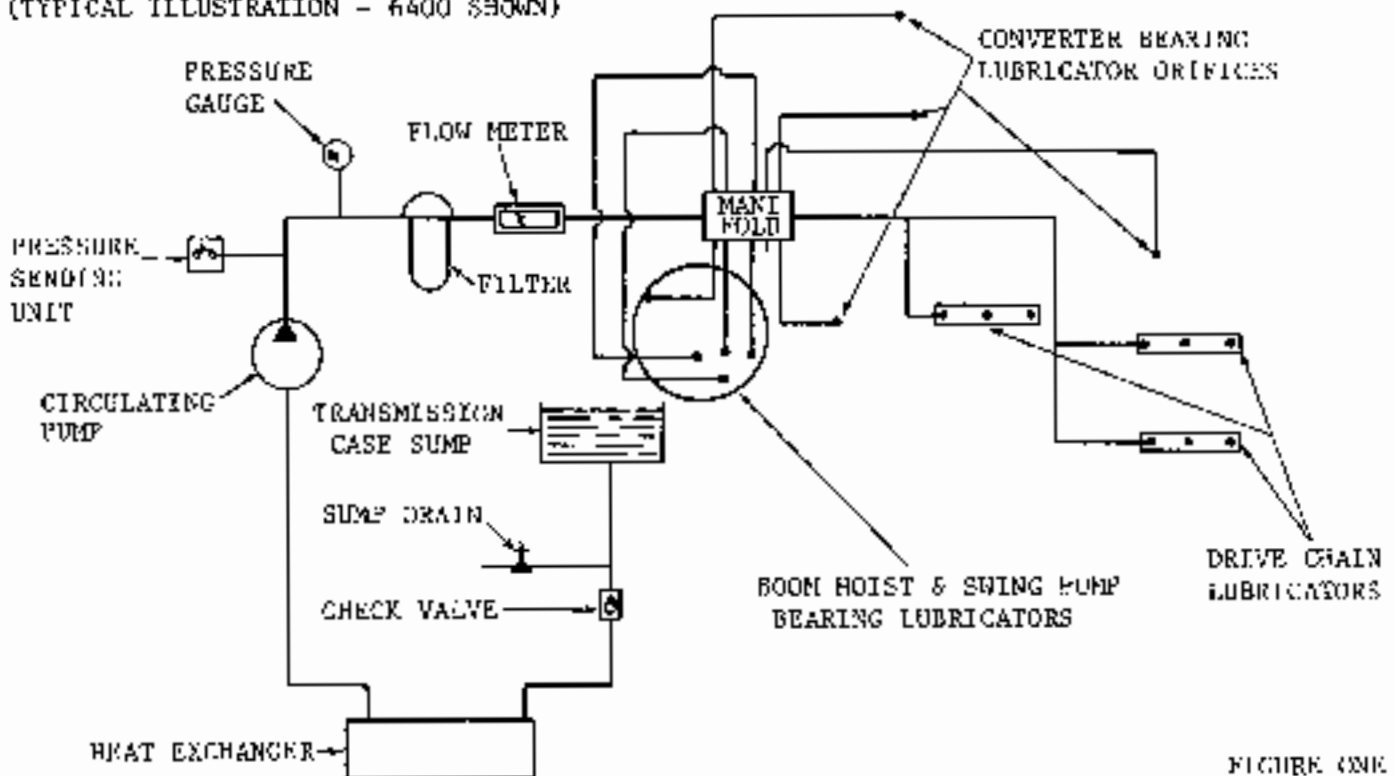 (TYPICAL ILLUSTRATION - 6400 SHOWN)
CONVERTER BEARING
LUBRICATOR ORIFICES
PRESSURE
GAUGE
FLOW METER
MANI
FOLD
PRESSURE
SENDING
UNIT
FILTER
CIRCULATING
PUMP
TRANSMISSION
CASE SUMP
SUMP DRAIN
CHECK VALVE
BOOM HOIST & SWING PUMP
BEARING LUBRICATORS
DRIVE CHAIN
LUBRICATORS
HEAT EXCHANGER
FIGURE ONE